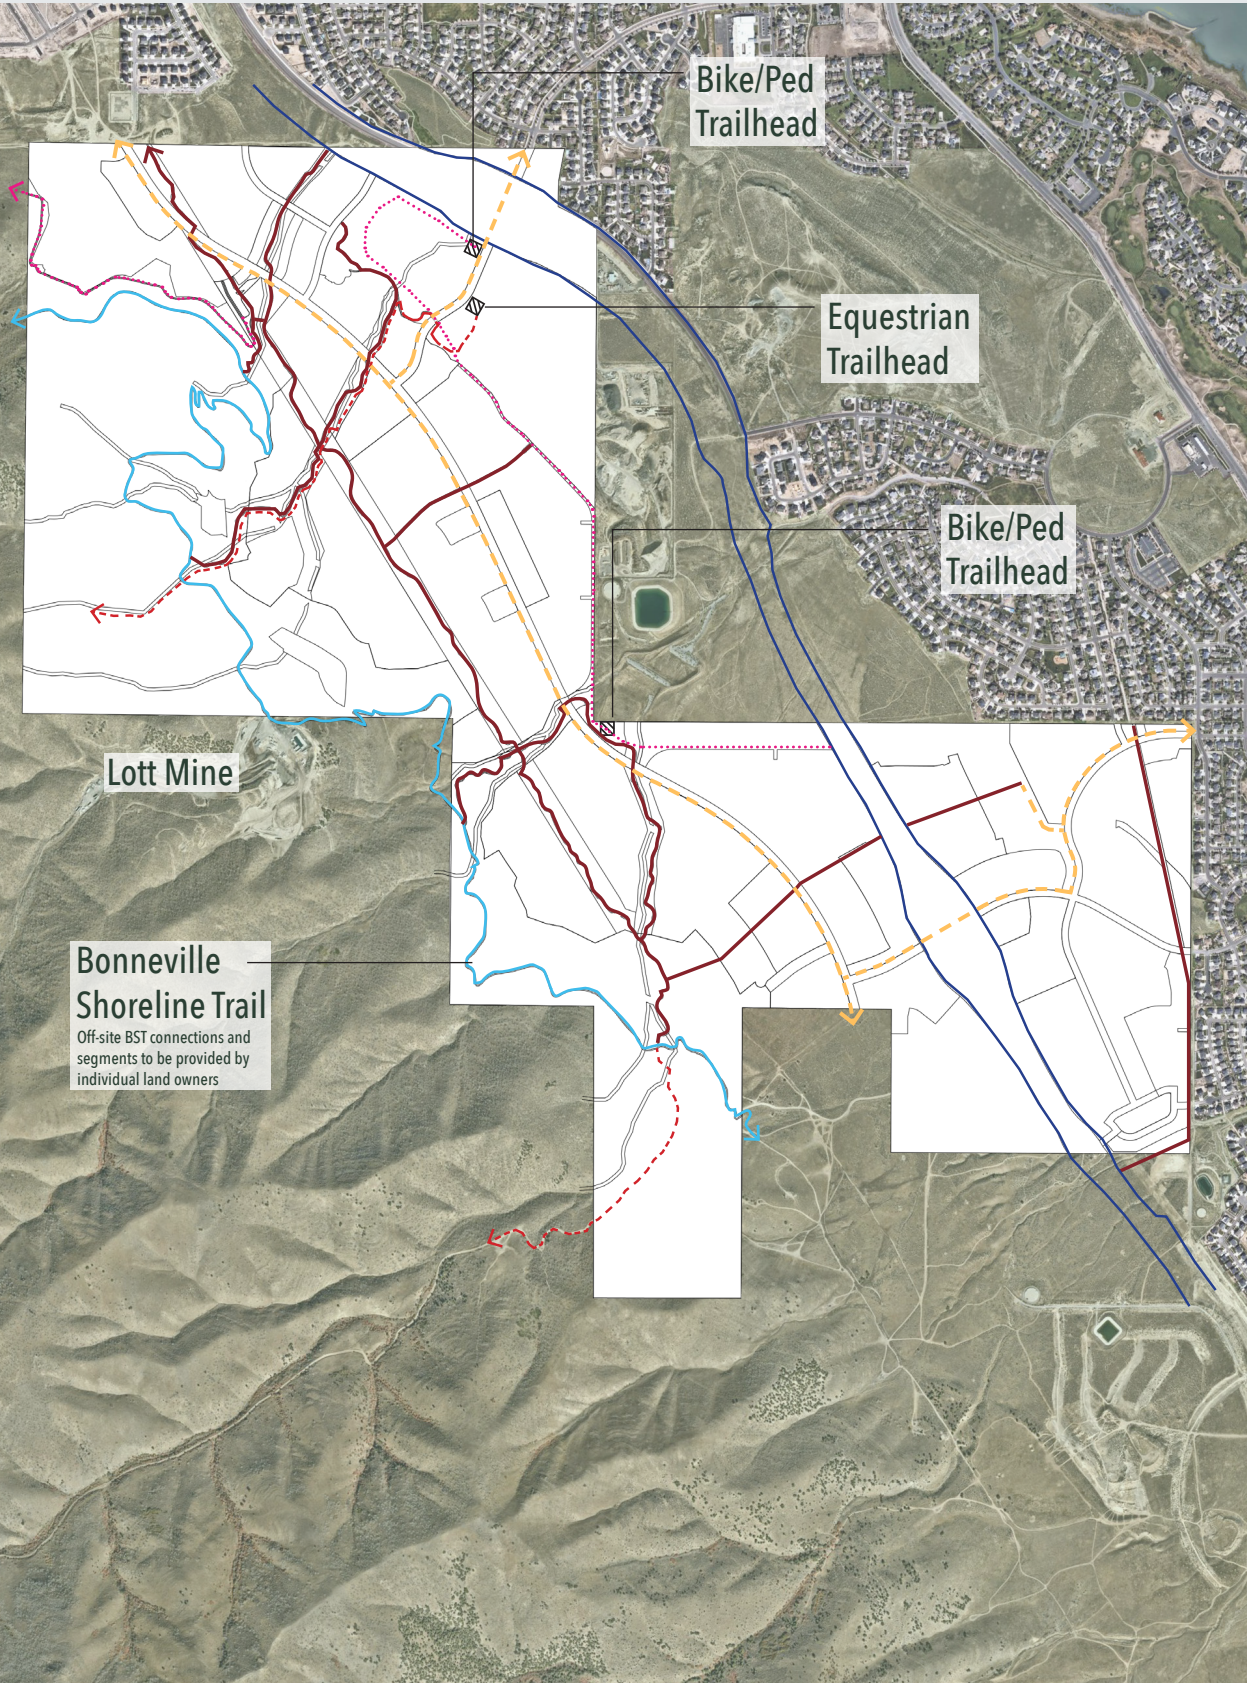 Bike/Ped
Trailhead
Equestrian
Trailhead
Bike/Ped
Trailhead
Lott Mine
Bonneville
Shoreline Trail
Off-site BST connections and
segments to be provided by
individual land owners